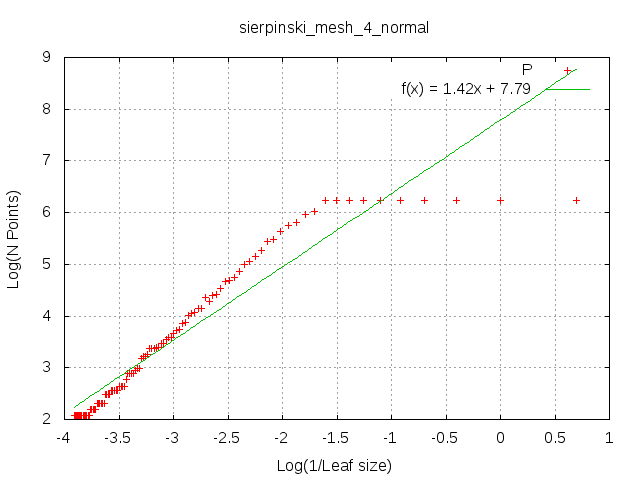 sierpinski_mesh_4_normal
9
8
7
6
5
4
3
2
Log(N Points)
P
f(x) = 1.42x + 7.79
-4 -3.5 -3 -2.5 -2 -1.5 -1 -0.5 0 0.5 1
Log(1/Leaf size)